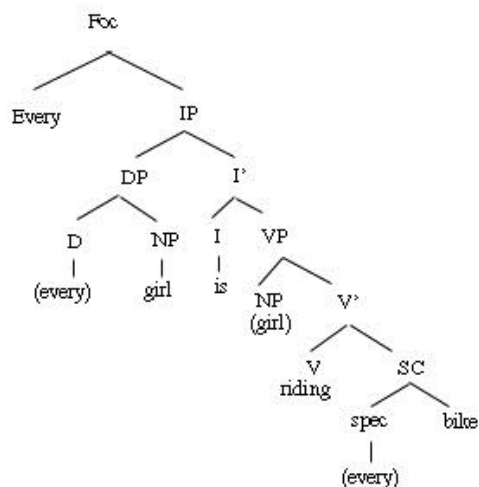 Foc
Every IP
DP I’
D NP I VP
(every) girl is NP V’
(girl)
V SC
riding
spec bike
(every)